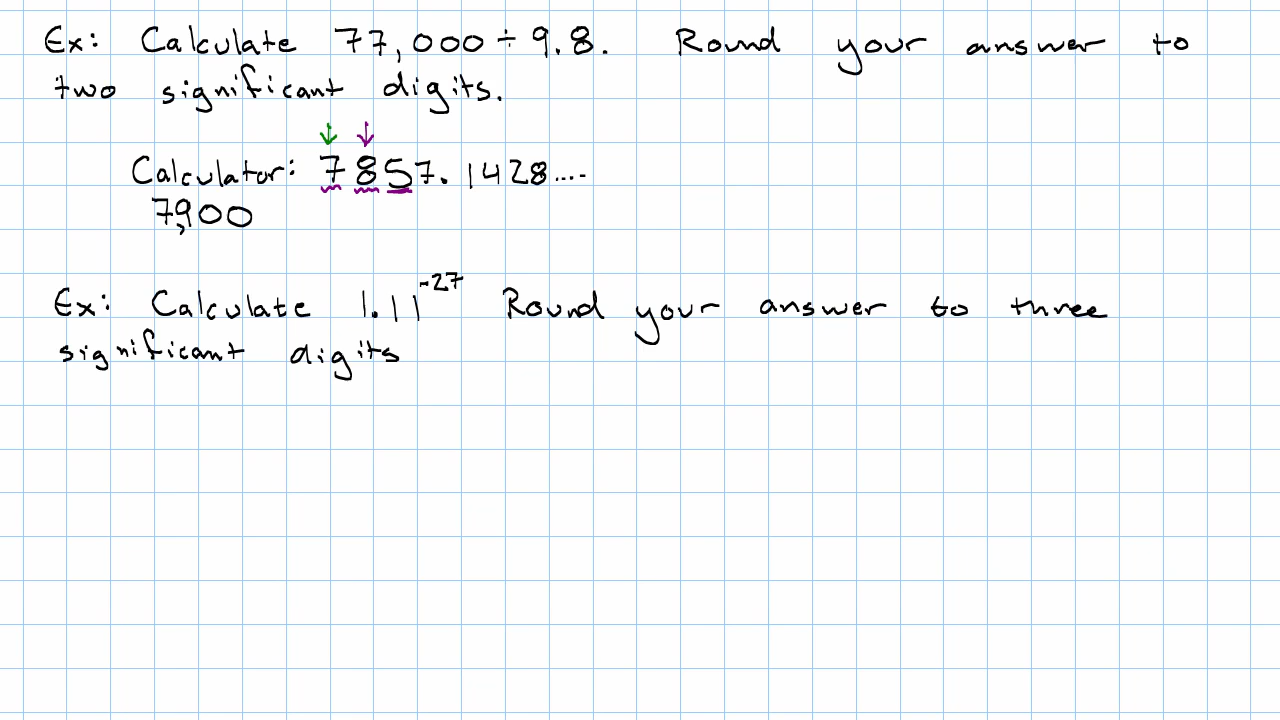 Ex: Calculate 77,000 ÷ 9.8. Round your answer to
two significant digits.
Calculator: 7857.1428....
7,900
Ex: Calculate 1.11⁻²⁷ Round your answer to three
significant digits